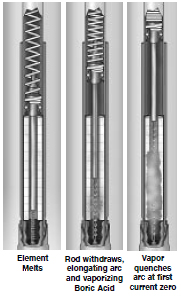 Element
Melts
Rod withdraws,
elongating arc
and vaporizing
Boric Acid
Vapor
quenches
arc at first
current zero